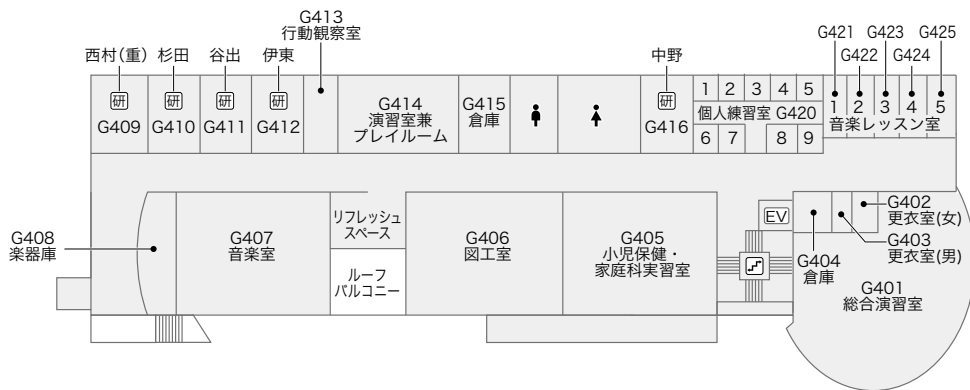 G413
行動観察室
G421
G423
G425
G422
G424
西村(重)
杉田
谷出
伊東
中野
研
研
研
研
研
G409
G410
G411
G412
G414
演習室兼
プレイルーム
G415
倉庫
G416
1
2
3
4
5
個人練習室 G420
6
7
8
9
1
2
3
4
5
音楽レッスン室
G408
楽器庫
G407
音楽室
リフレッシュ
スペース
ルーフ
バルコニー
G406
図工室
G405
小児保健・
家庭科実習室
EV
G402
更衣室(女)
G403
更衣室(男)
G404
倉庫
G401
総合演習室